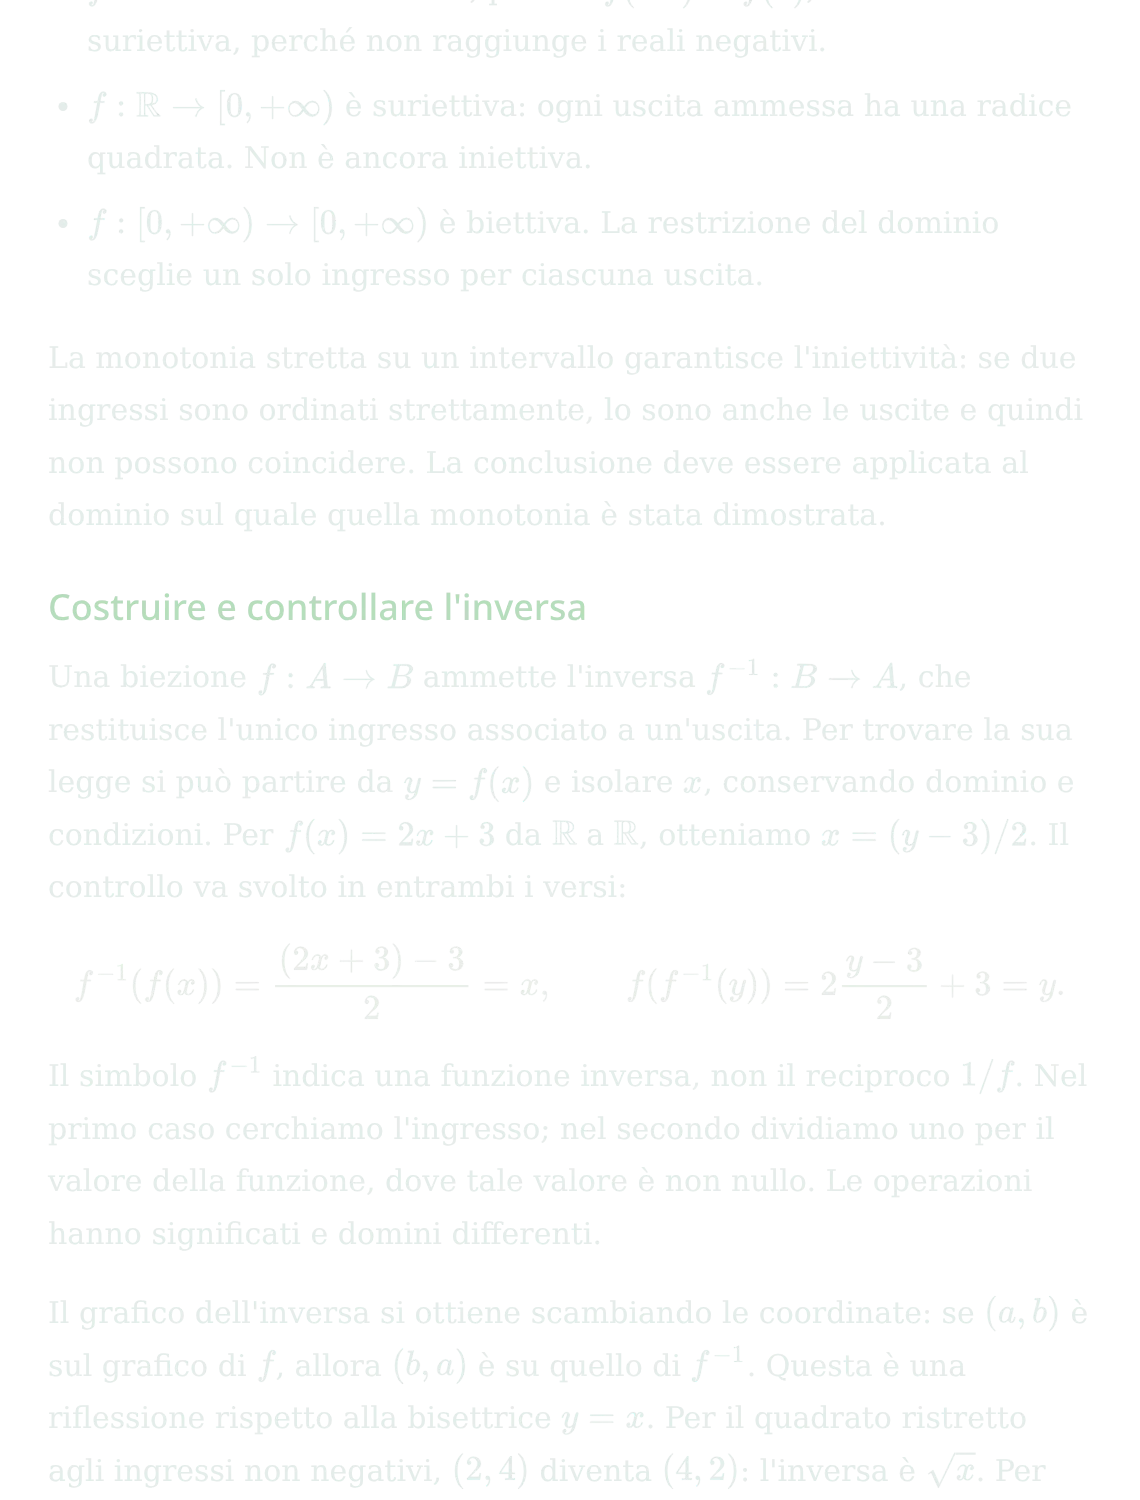 suriettiva, perché non raggiunge i reali negativi.
• f : ℝ → [0, +∞) è suriettiva: ogni uscita ammessa ha una radice
quadrata. Non è ancora iniettiva.
• f : [0, +∞) → [0, +∞) è biettiva. La restrizione del dominio
sceglie un solo ingresso per ciascuna uscita.
La monotonia stretta su un intervallo garantisce l'iniettività: se due
ingressi sono ordinati strettamente, lo sono anche le uscite e quindi
non possono coincidere. La conclusione deve essere applicata al
dominio sul quale quella monotonia è stata dimostrata.
Costruire e controllare l'inversa
Una biezione f : A → B ammette l'inversa f⁻¹ : B → A, che
restituisce l'unico ingresso associato a un'uscita. Per trovare la sua
legge si può partire da y = f(x) e isolare x, conservando dominio e
condizioni. Per f(x) = 2x + 3 da ℝ a ℝ, otteniamo x = (y − 3)/2. Il
controllo va svolto in entrambi i versi:
f⁻¹(f(x)) = ((2x + 3) − 3)/2 = x, f(f⁻¹(y)) = 2 (y − 3)/2 + 3 = y.
Il simbolo f⁻¹ indica una funzione inversa, non il reciproco 1/f. Nel
primo caso cerchiamo l'ingresso; nel secondo dividiamo uno per il
valore della funzione, dove tale valore è non nullo. Le operazioni
hanno significati e domini differenti.
Il grafico dell'inversa si ottiene scambiando le coordinate: se (a, b) è
sul grafico di f, allora (b, a) è su quello di f⁻¹. Questa è una
riflessione rispetto alla bisettrice y = x. Per il quadrato ristretto
agli ingressi non negativi, (2, 4) diventa (4, 2): l'inversa è √x. Per